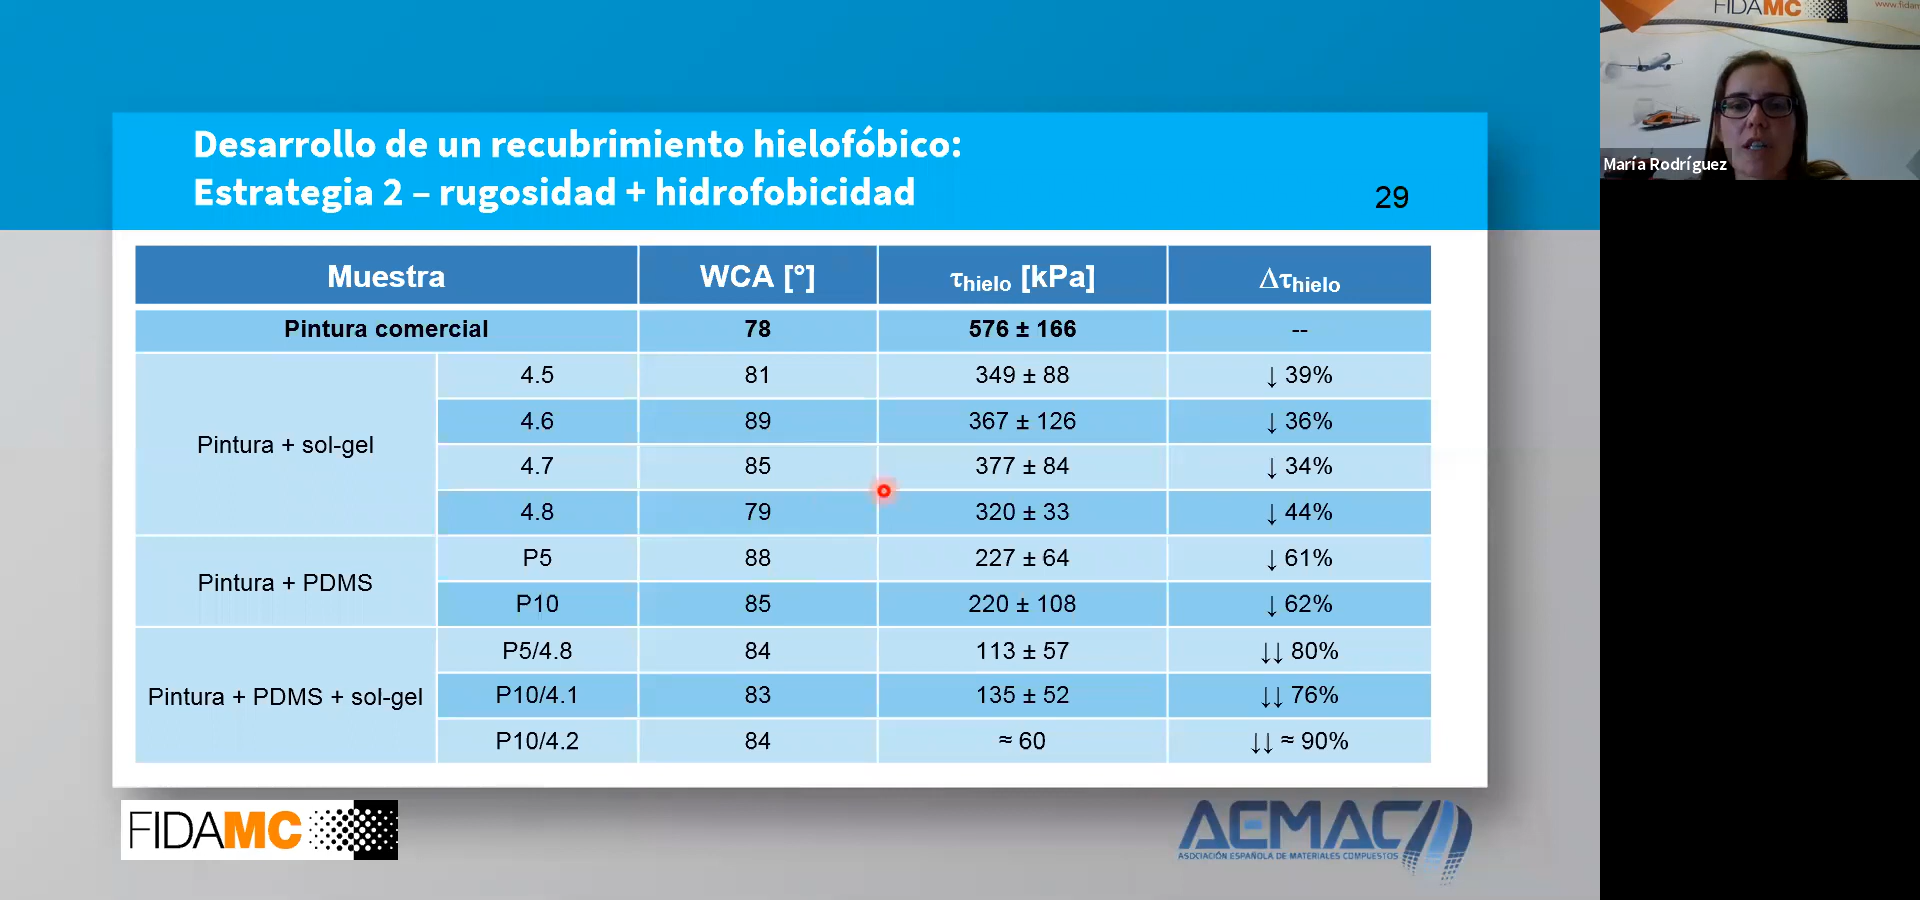 Desarrollo de un recubrimiento hielofóbico:
Estrategia 2 – rugosidad + hidrofobicidad
29
Muestra WCA [°] τhielo [kPa] Δτhielo
Pintura comercial 78 576 ± 166 --
Pintura + sol-gel
4.5 81 349 ± 88 ↓ 39%
4.6 89 367 ± 126 ↓ 36%
4.7 85 377 ± 84 ↓ 34%
4.8 79 320 ± 33 ↓ 44%
Pintura + PDMS
P5 88 227 ± 64 ↓ 61%
P10 85 220 ± 108 ↓ 62%
Pintura + PDMS + sol-gel
P5/4.8 84 113 ± 57 ↓↓ 80%
P10/4.1 83 135 ± 52 ↓↓ 76%
P10/4.2 84 ≈ 60 ↓↓ ≈ 90%
FIDAMC
AEMAC
ASOCIACIÓN ESPAÑOLA DE MATERIALES COMPUESTOS
FIDAMC
María Rodríguez